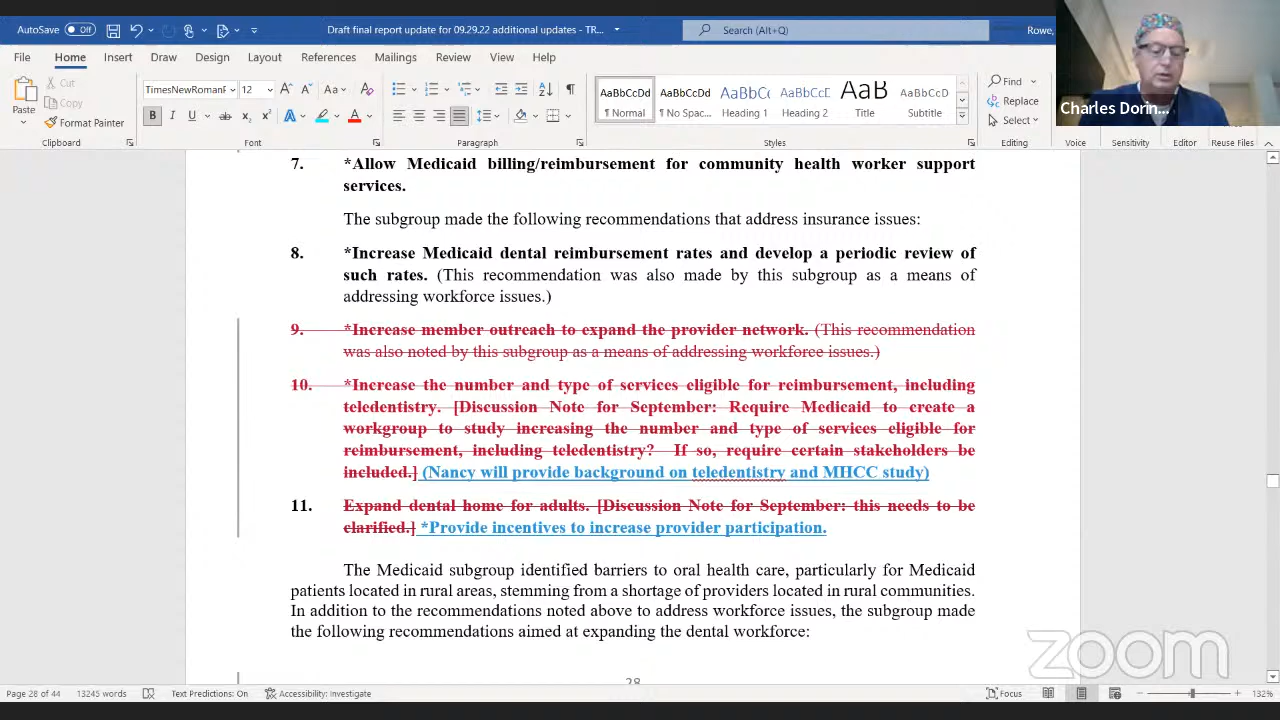 AutoSave Off Draft final report update for 09.29.22 additional updates - TR... Search (Alt+Q) Rowe,
File Home Insert Draw Design Layout References Mailings Review View Help
Paste Cut Copy Format Painter
TimesNewRomanF 12
AaBbCcDd AaBbCcDd AaBbC AaBbCcE AaB AaBbCcD
Normal No Spac... Heading 1 Heading 2 Title Subtitle
Find Replace Select
Charles Dorin...
Clipboard Font Paragraph Styles Editing Voice Sensitivity Editor Reuse Files
7. *Allow Medicaid billing/reimbursement for community health worker support
services.
The subgroup made the following recommendations that address insurance issues:
8. *Increase Medicaid dental reimbursement rates and develop a periodic review of
such rates. (This recommendation was also made by this subgroup as a means of
addressing workforce issues.)
9. *Increase member outreach to expand the provider network. (This recommendation
was also noted by this subgroup as a means of addressing workforce issues.)
10. *Increase the number and type of services eligible for reimbursement, including
teledentistry. [Discussion Note for September: Require Medicaid to create a
workgroup to study increasing the number and type of services eligible for
reimbursement, including teledentistry? If so, require certain stakeholders be
included.] (Nancy will provide background on teledentistry and MHCC study)
11. Expand dental home for adults. [Discussion Note for September: this needs to be
clarified.] *Provide incentives to increase provider participation.
The Medicaid subgroup identified barriers to oral health care, particularly for Medicaid
patients located in rural areas, stemming from a shortage of providers located in rural communities.
In addition to the recommendations noted above to address workforce issues, the subgroup made
the following recommendations aimed at expanding the dental workforce:
zoom
28
Page 28 of 44 13245 words Text Predictions: On Accessibility: Investigate Focus 132%